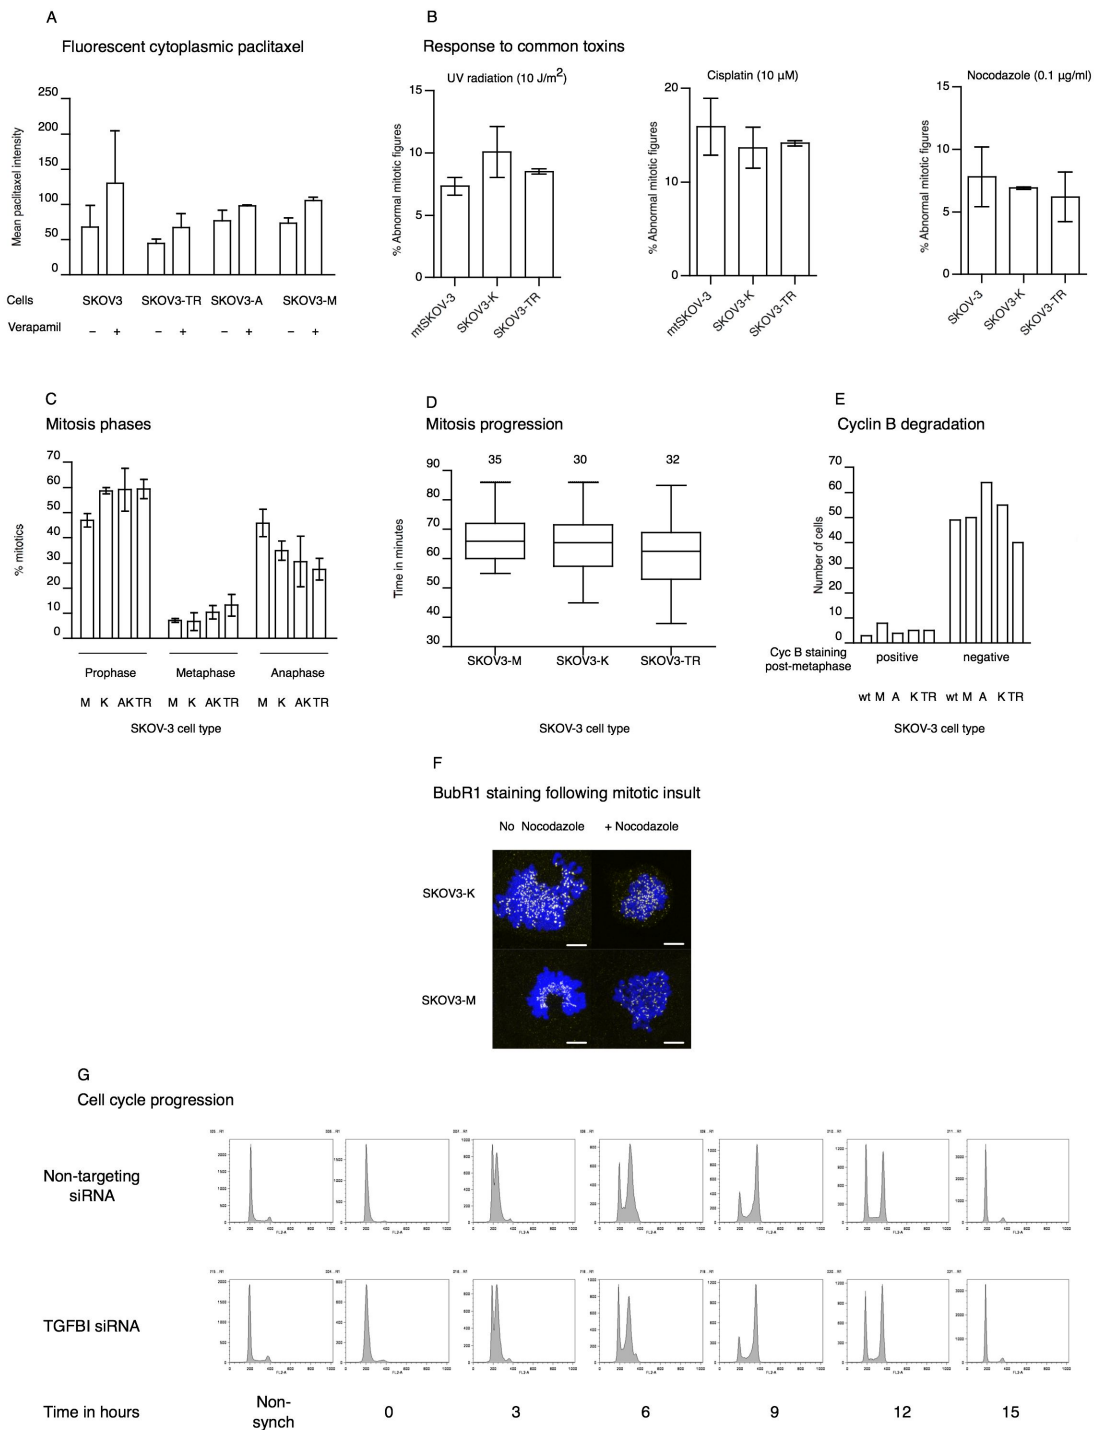 A
Fluorescent cytoplasmic paclitaxel
Mean paclitaxel intensity
250
200
150
100
50
0
Cells SKOV3 SKOV3-TR SKOV3-A SKOV3-M
Verapamil – + – + – + – +
B
Response to common toxins
UV radiation (10 J/m2)
% Abnormal mitotic figures
15
10
5
0
mtSKOV-3 SKOV3-K SKOV3-TR
Cisplatin (10 µM)
% Abnormal mitotic figures
20
10
0
mtSKOV-3 SKOV3-K SKOV3-TR
Nocodazole (0.1 µg/ml)
% Abnormal mitotic figures
15
10
5
0
SKOV-3 SKOV3-K SKOV3-TR
C
Mitosis phases
% mitotics
70
60
50
40
30
20
10
0
Prophase Metaphase Anaphase
M K AK TR M K AK TR M K AK TR
SKOV-3 cell type
D
Mitosis progression
35 30 32
Time in minutes
90
80
70
60
50
40
30
SKOV3-M SKOV3-K SKOV3-TR
SKOV-3 cell type
E
Cyclin B degradation
Number of cells
70
60
50
40
30
20
10
0
Cyc B staining
post-metaphase
positive negative
wt M A K TR wt M A K TR
SKOV-3 cell type
F
BubR1 staining following mitotic insult
No Nocodazole + Nocodazole
SKOV3-K
SKOV3-M
G
Cell cycle progression
Non-targeting
siRNA
TGFBI siRNA
Time in hours
Non-
synch
0 3 6 9 12 15